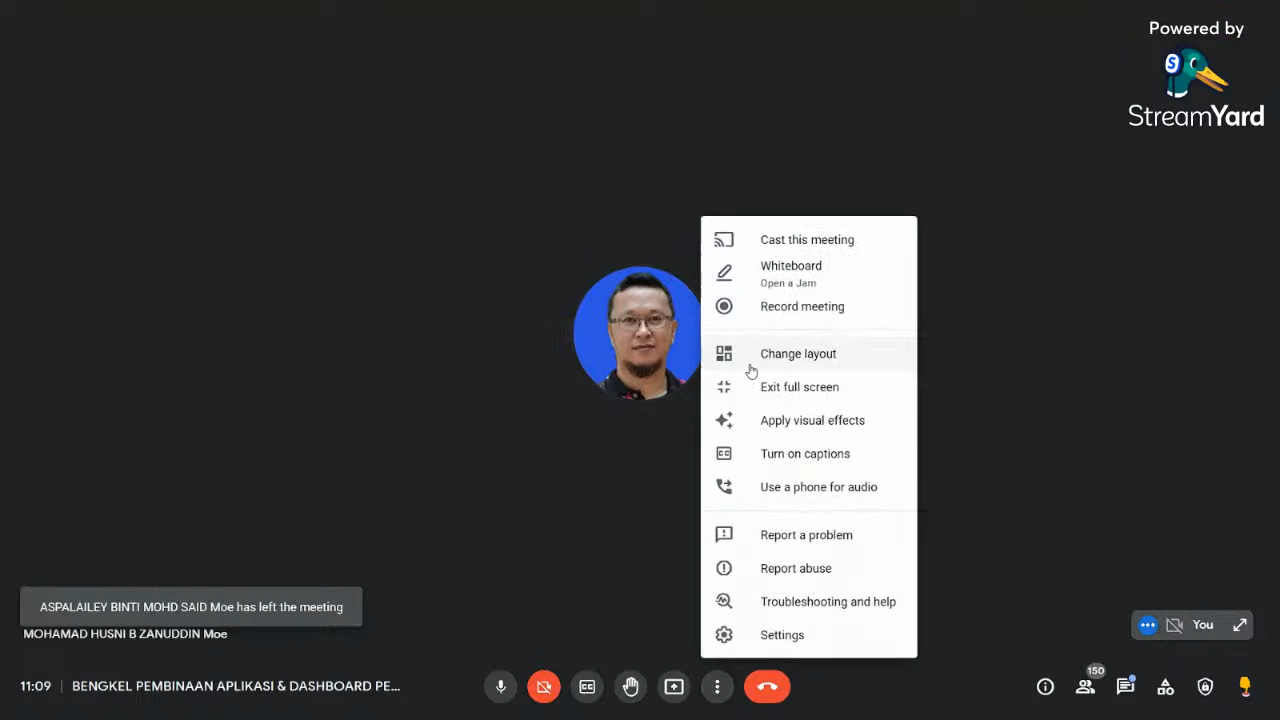 Powered by
S
StreamYard
Cast this meeting
Whiteboard
Open a Jam
Record meeting
Change layout
Exit full screen
Apply visual effects
CC
Turn on captions
Use a phone for audio
Report a problem
Report abuse
Troubleshooting and help
Settings
ASPALAILEY BINTI MOHD SAID Moe has left the meeting
MOHAMAD HUSNI B ZANUDDIN Moe
You
11:09 | BENGKEL PEMBINAAN APLIKASI & DASHBOARD PE...
CC
150